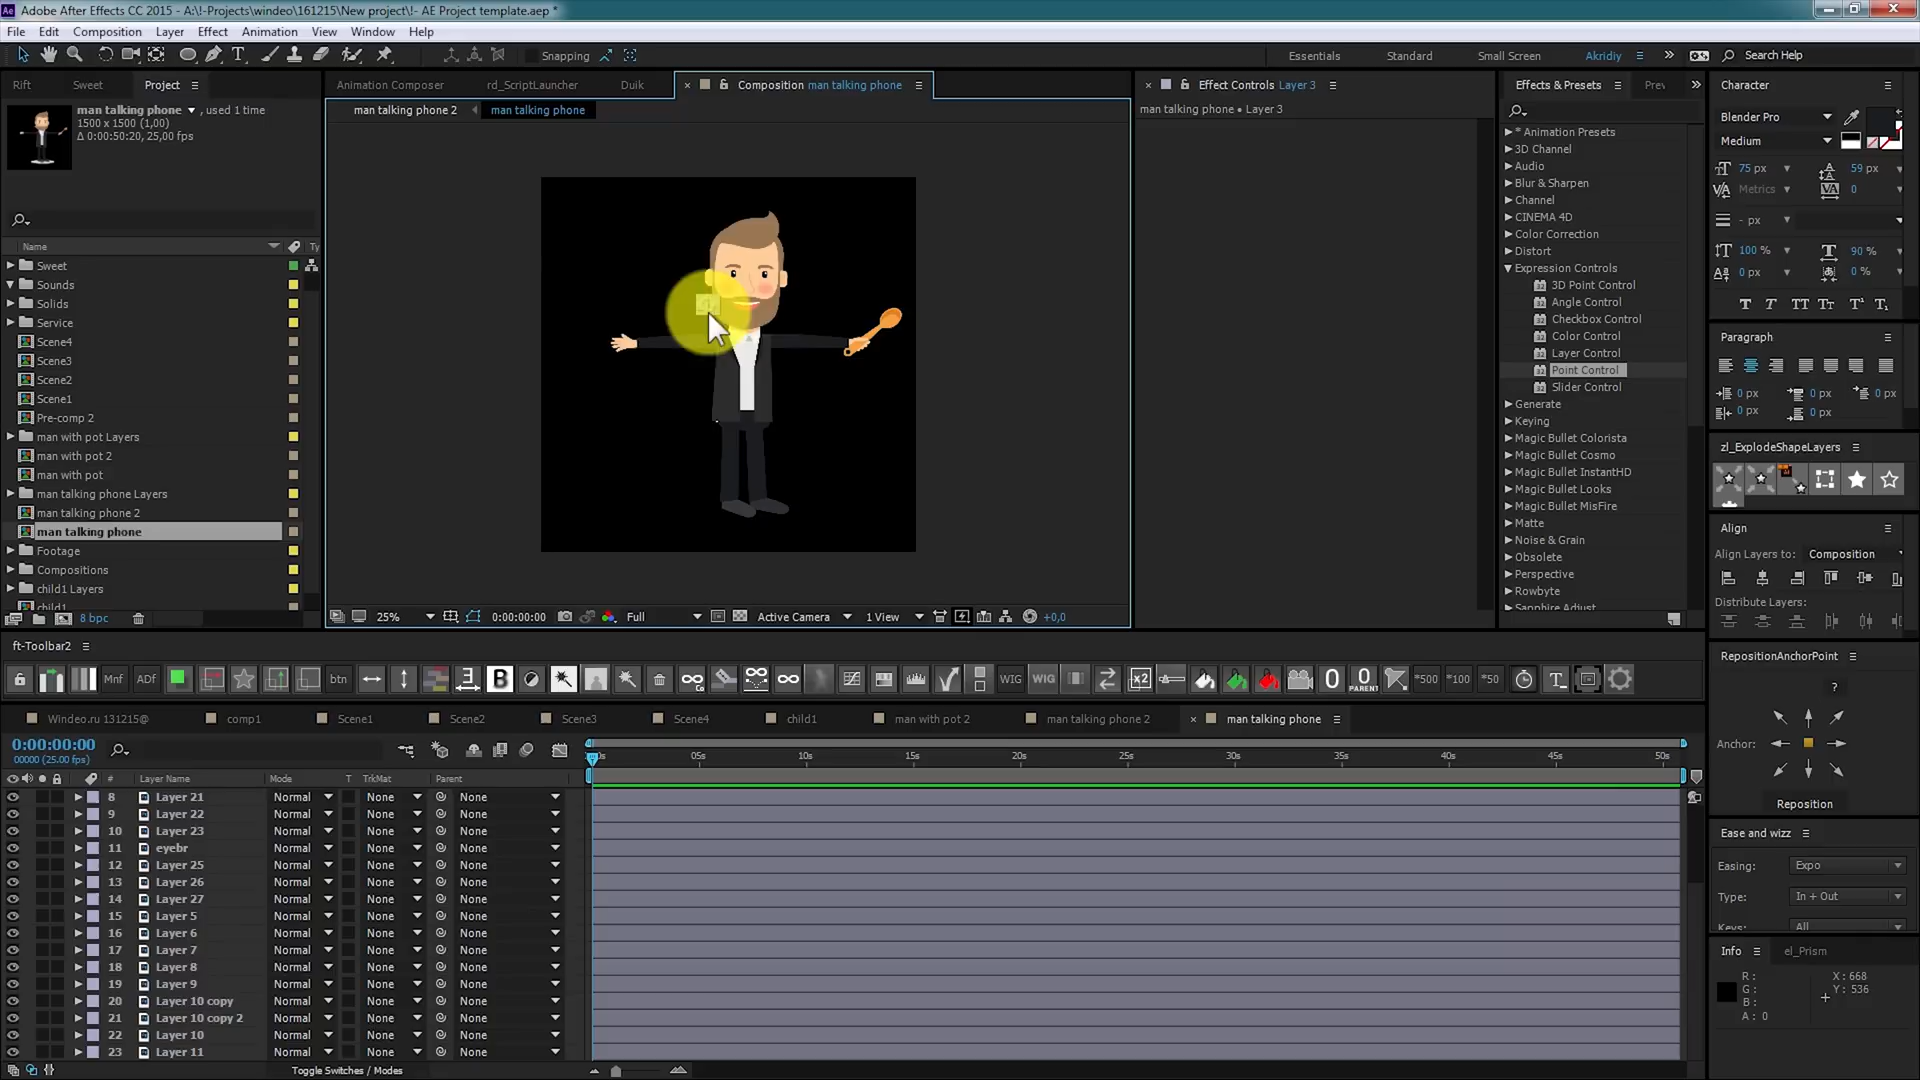 Adobe After Effects CC 2015 - A:\!-Projects\windeo\161215\New project\!- AE Project template.aep *
File Edit Composition Layer Effect Animation View Window Help
Snapping Essentials Standard Small Screen Akridiy Search Help
Rift Sweet Project
man talking phone , used 1 time
1500 x 1500 (1,00)
Δ 0:00:50:20, 25,00 fps
Name Ty
Sweet
Sounds
Solids
Service
Scene4
Scene3
Scene2
Scene1
Pre-comp 2
man with pot Layers
man with pot 2
man with pot
man talking phone Layers
man talking phone 2
man talking phone
Footage
Compositions
child1 Layers
child1
8 bpc
Animation Composer rd_ScriptLauncher Duik Composition man talking phone
man talking phone 2 man talking phone
25% 0:00:00:00 Full Active Camera 1 View +0,0
Effect Controls Layer 3
man talking phone • Layer 3
Effects & Presets Prev
* Animation Presets
3D Channel
Audio
Blur & Sharpen
Channel
CINEMA 4D
Color Correction
Distort
Expression Controls
3D Point Control
Angle Control
Checkbox Control
Color Control
Layer Control
Point Control
Slider Control
Generate
Keying
Magic Bullet Colorista
Magic Bullet Cosmo
Magic Bullet InstantHD
Magic Bullet Looks
Magic Bullet MisFire
Matte
Noise & Grain
Obsolete
Perspective
Rowbyte
Sapphire Adjust
Character
Blender Pro
Medium
75 px 59 px
Metrics 0
- px
100 % 90 %
0 px 0 %
T T TT Tt T¹ T₁
Paragraph
0 px 0 px 0 px
0 px 0 px
zl_ExplodeShapeLayers
Align
Align Layers to: Composition
Distribute Layers:
RepositionAnchorPoint
?
Anchor:
Reposition
Ease and wizz
Easing: Expo
Type: In + Out
Keys: All
Info el_Prism
R : X : 668
G : Y : 536
B :
A : 0
ft-Toolbar2
Mnf ADf btn 3 B Co WIG WIG x2 0 0 PARENT *500 *100 *50 T
Windeo.ru 131215@ comp1 Scene1 Scene2 Scene3 Scene4 child1 man with pot 2 man talking phone 2 man talking phone
0:00:00:00
00000 (25.00 fps)
0s 05s 10s 15s 20s 25s 30s 35s 40s 45s 50s
# Layer Name Mode T TrkMat Parent
8 Layer 21 Normal None None
9 Layer 22 Normal None None
10 Layer 23 Normal None None
11 eyebr Normal None None
12 Layer 25 Normal None None
13 Layer 26 Normal None None
14 Layer 27 Normal None None
15 Layer 5 Normal None None
16 Layer 6 Normal None None
17 Layer 7 Normal None None
18 Layer 8 Normal None None
19 Layer 9 Normal None None
20 Layer 10 copy Normal None None
21 Layer 10 copy 2 Normal None None
22 Layer 10 Normal None None
23 Layer 11 Normal None None
Toggle Switches / Modes